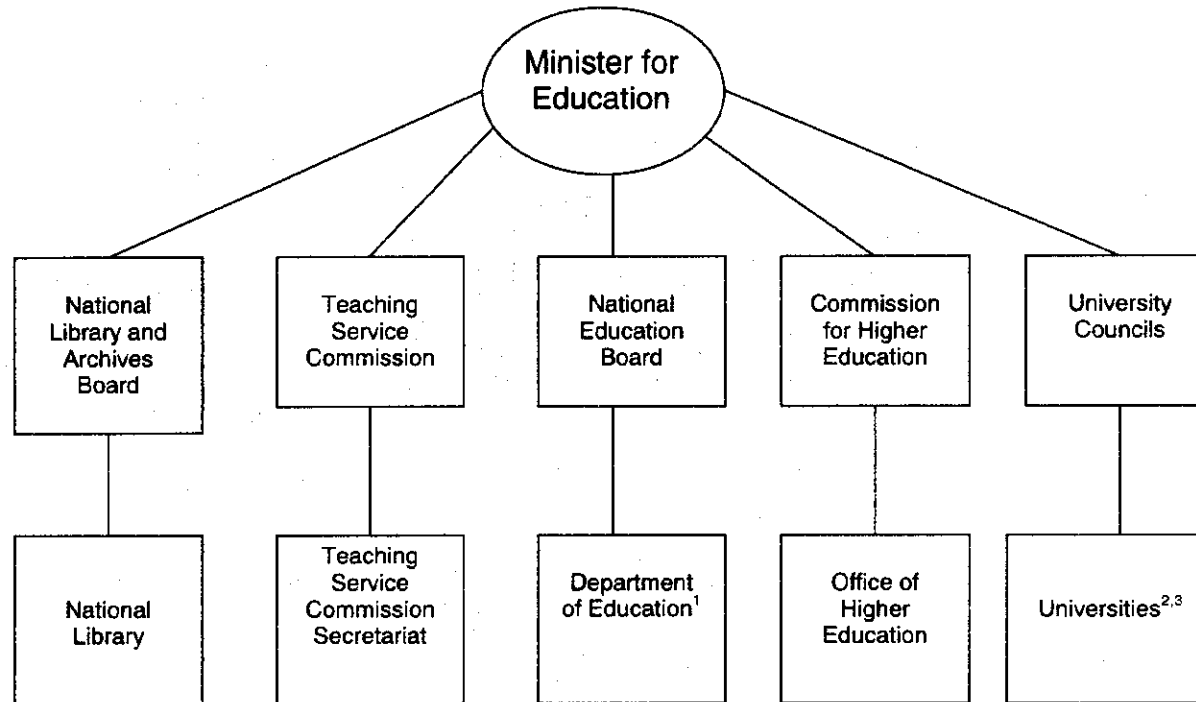 Minister for
Education
National
Library and
Archives
Board
Teaching
Service
Commission
National
Education
Board
Commission
for Higher
Education
University
Councils
National
Library
Teaching
Service
Commission
Secretariat
Department
of Education¹
Office of
Higher
Education
Universities²,³